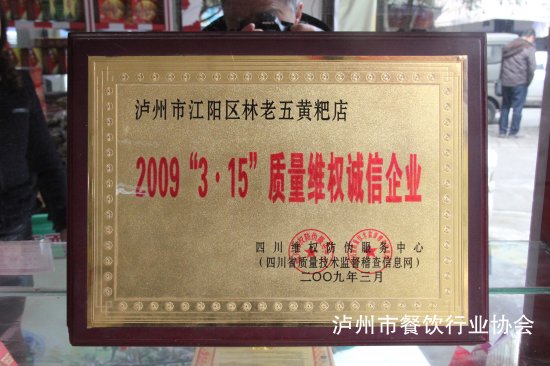 泸州市江阳区林老五黄粑店
2009“3·15”质量维权诚信企业
四川维权防伪服务中心
(四川省质量技术监督稽查信息网)
二〇〇九年三月
泸州市餐饮行业协会